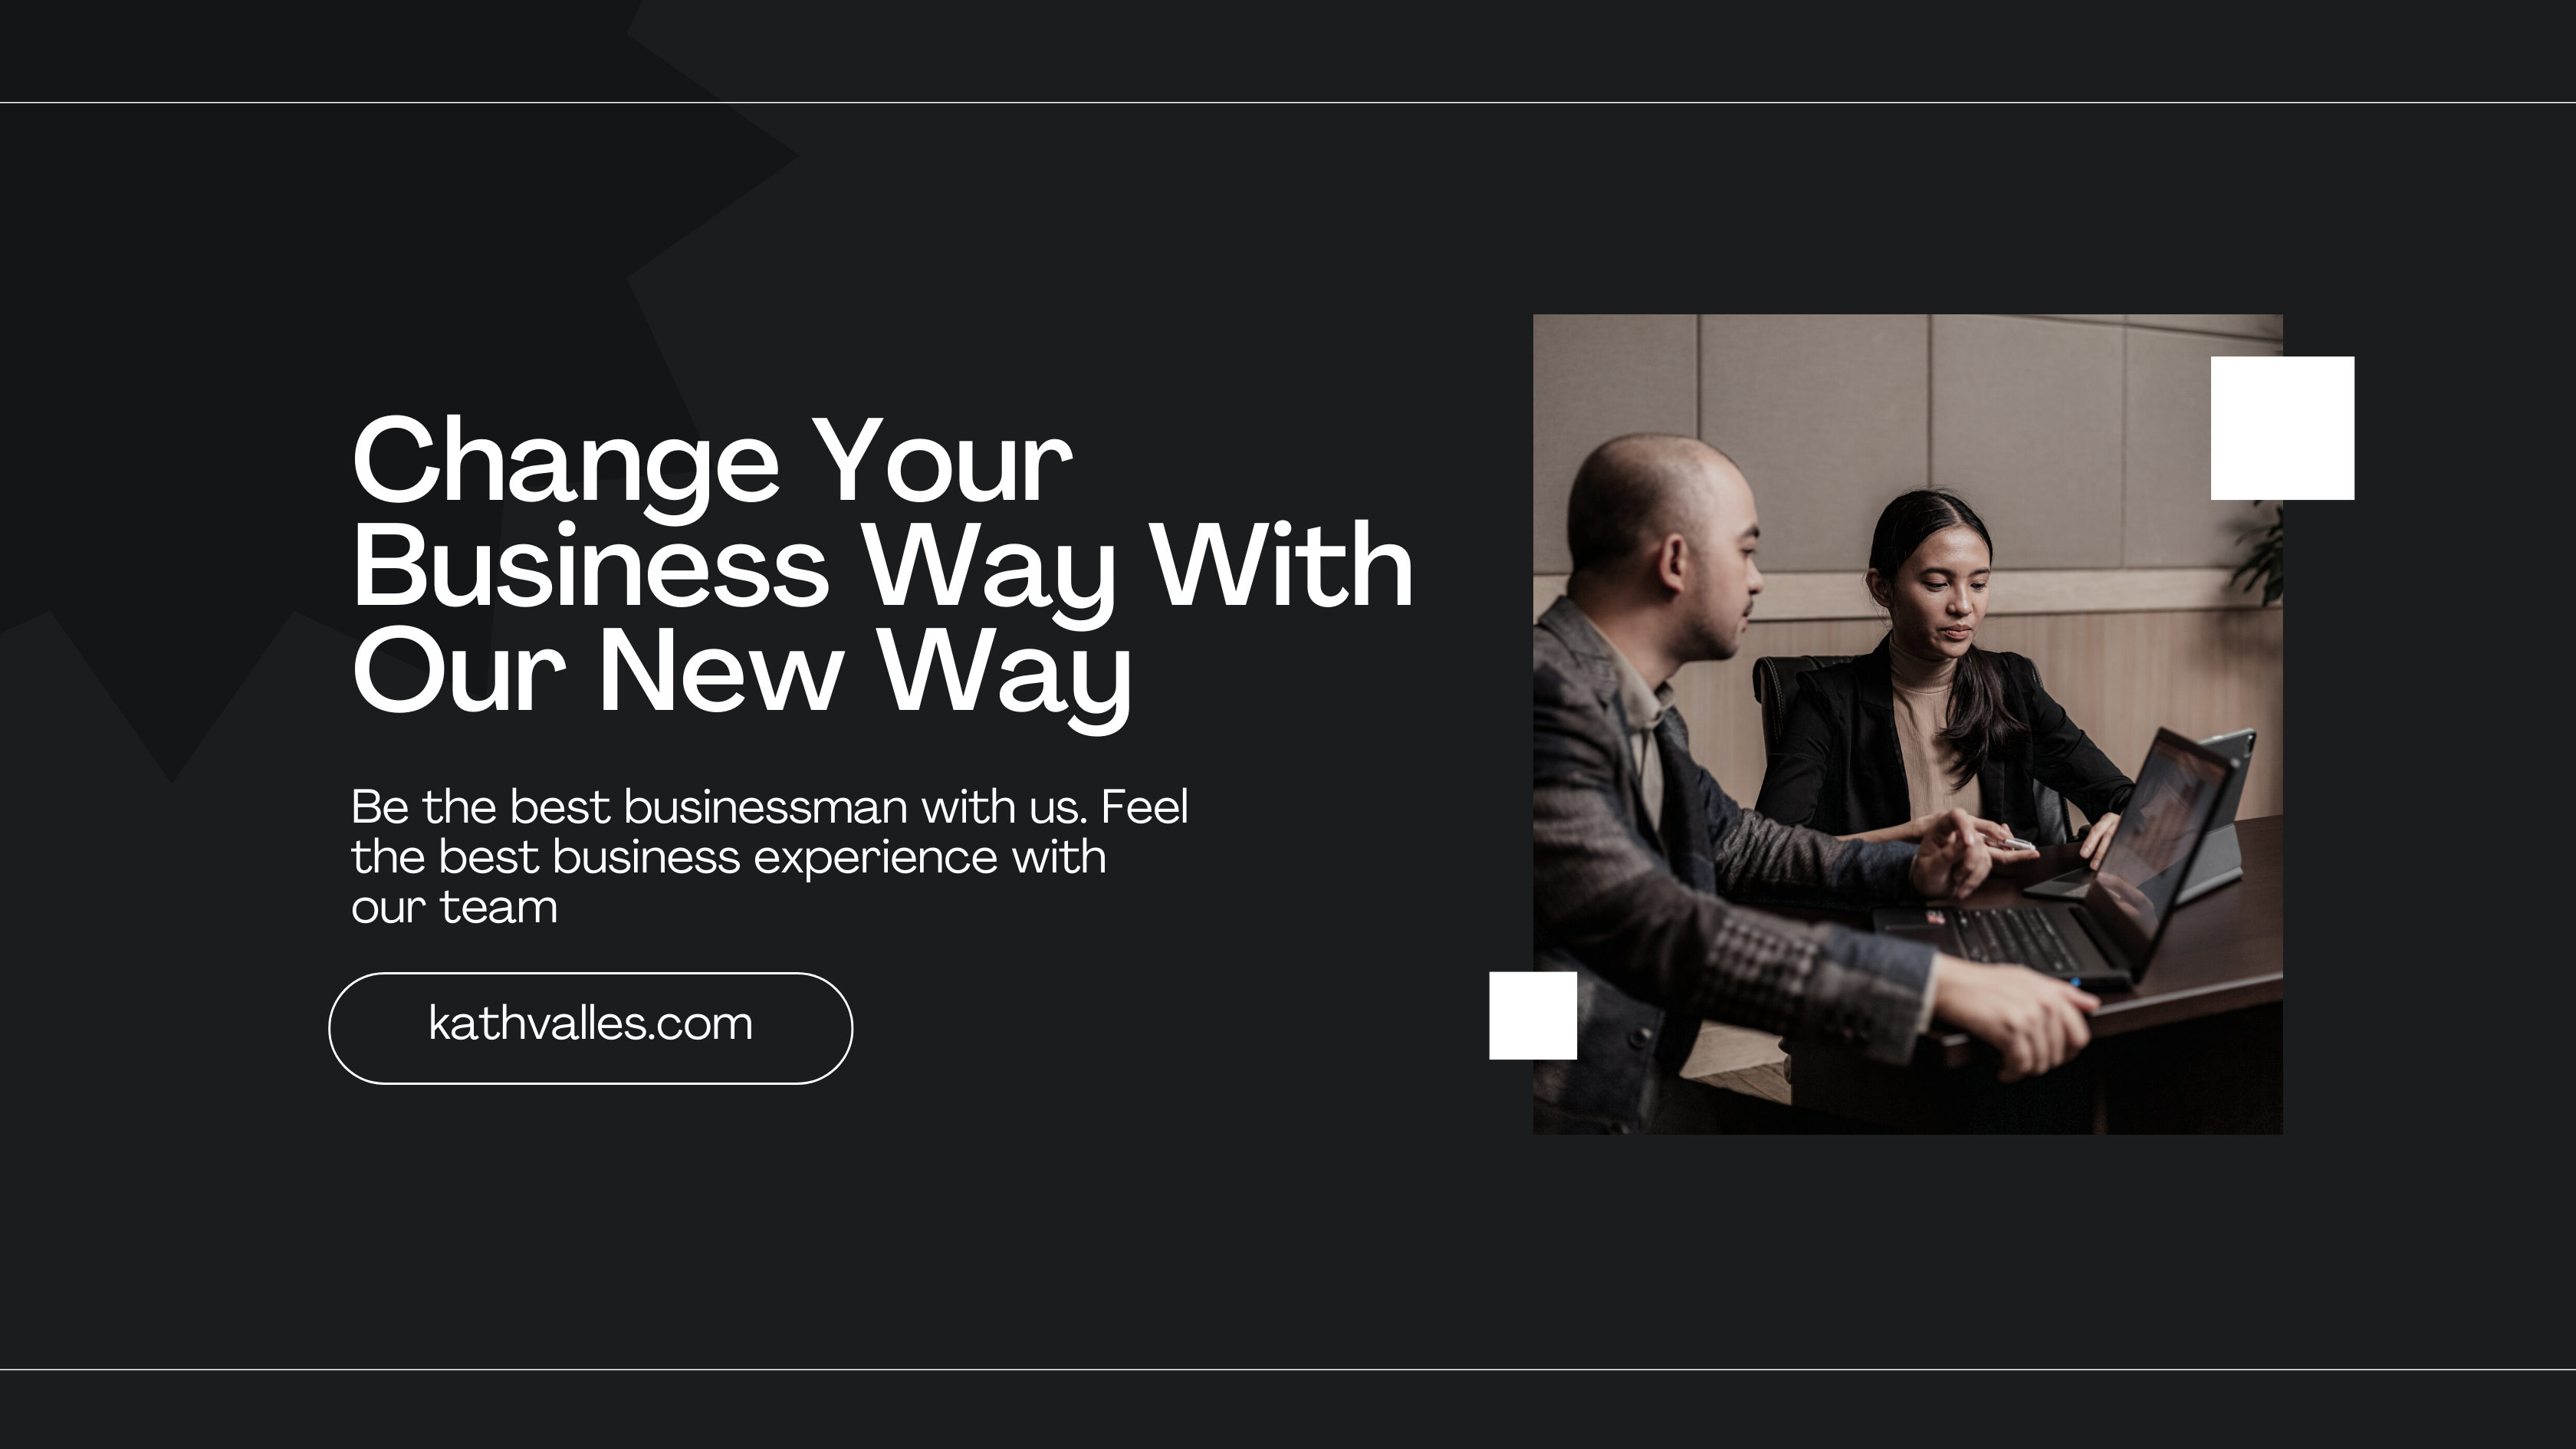 Change Your
Business Way With
Our New Way
Be the best businessman with us. Feel
the best business experience with
our team
kathvalles.com